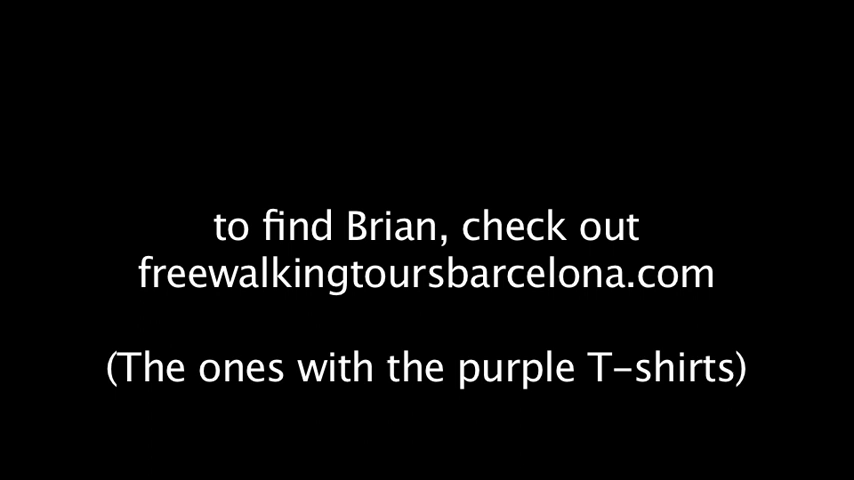 to find Brian, check out
freewalkingtoursbarcelona.com
(The ones with the purple T-shirts)